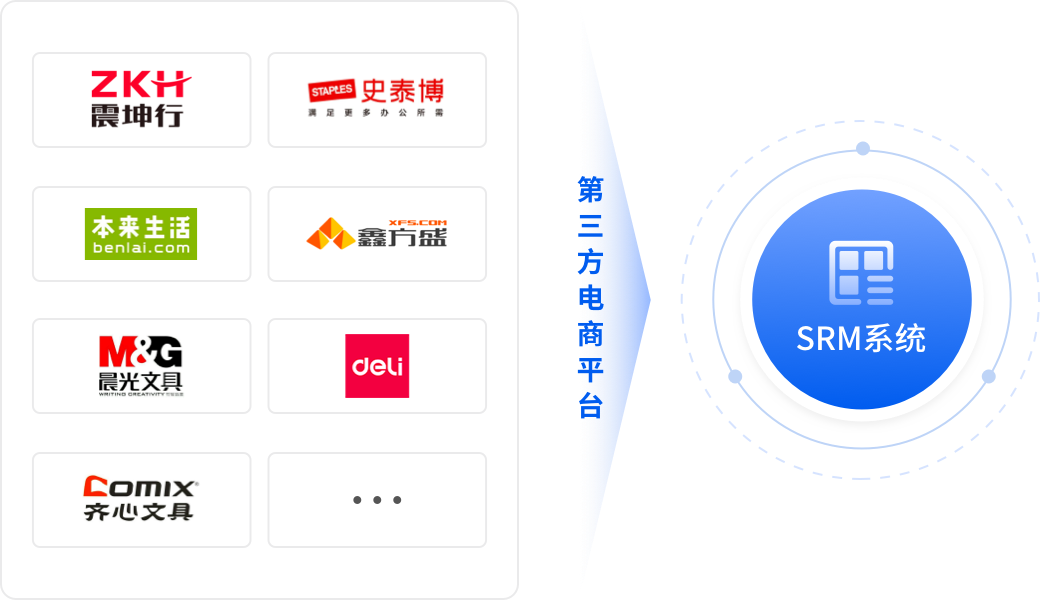 ZKH
震坤行
STAPLES 史泰博
满足更多办公所需
本来生活
benlai.com
XFS.COM
鑫方盛
M&G
晨光文具
WRITING CREATIVITY
deli
COMIX®
齐心文具
•••
第三方电商平台
SRM系统